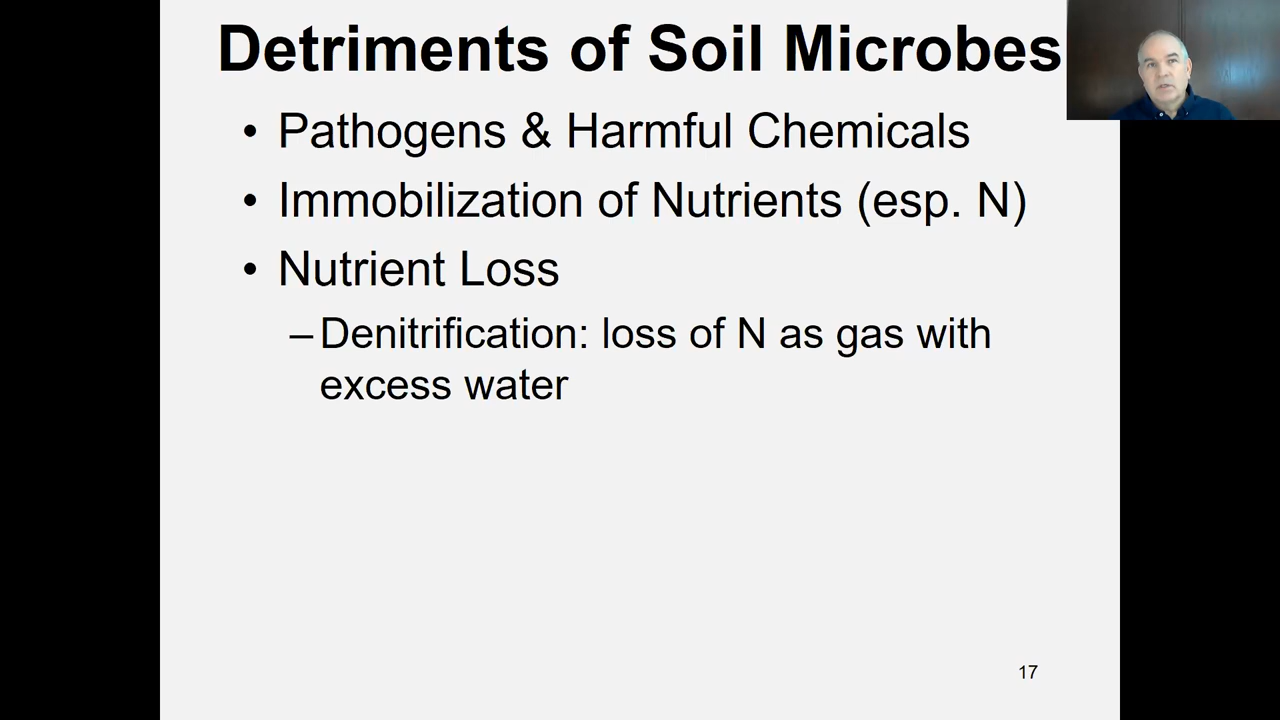 Detriments of Soil Microbes
• Pathogens & Harmful Chemicals
• Immobilization of Nutrients (esp. N)
• Nutrient Loss
–Denitrification: loss of N as gas with
excess water
17